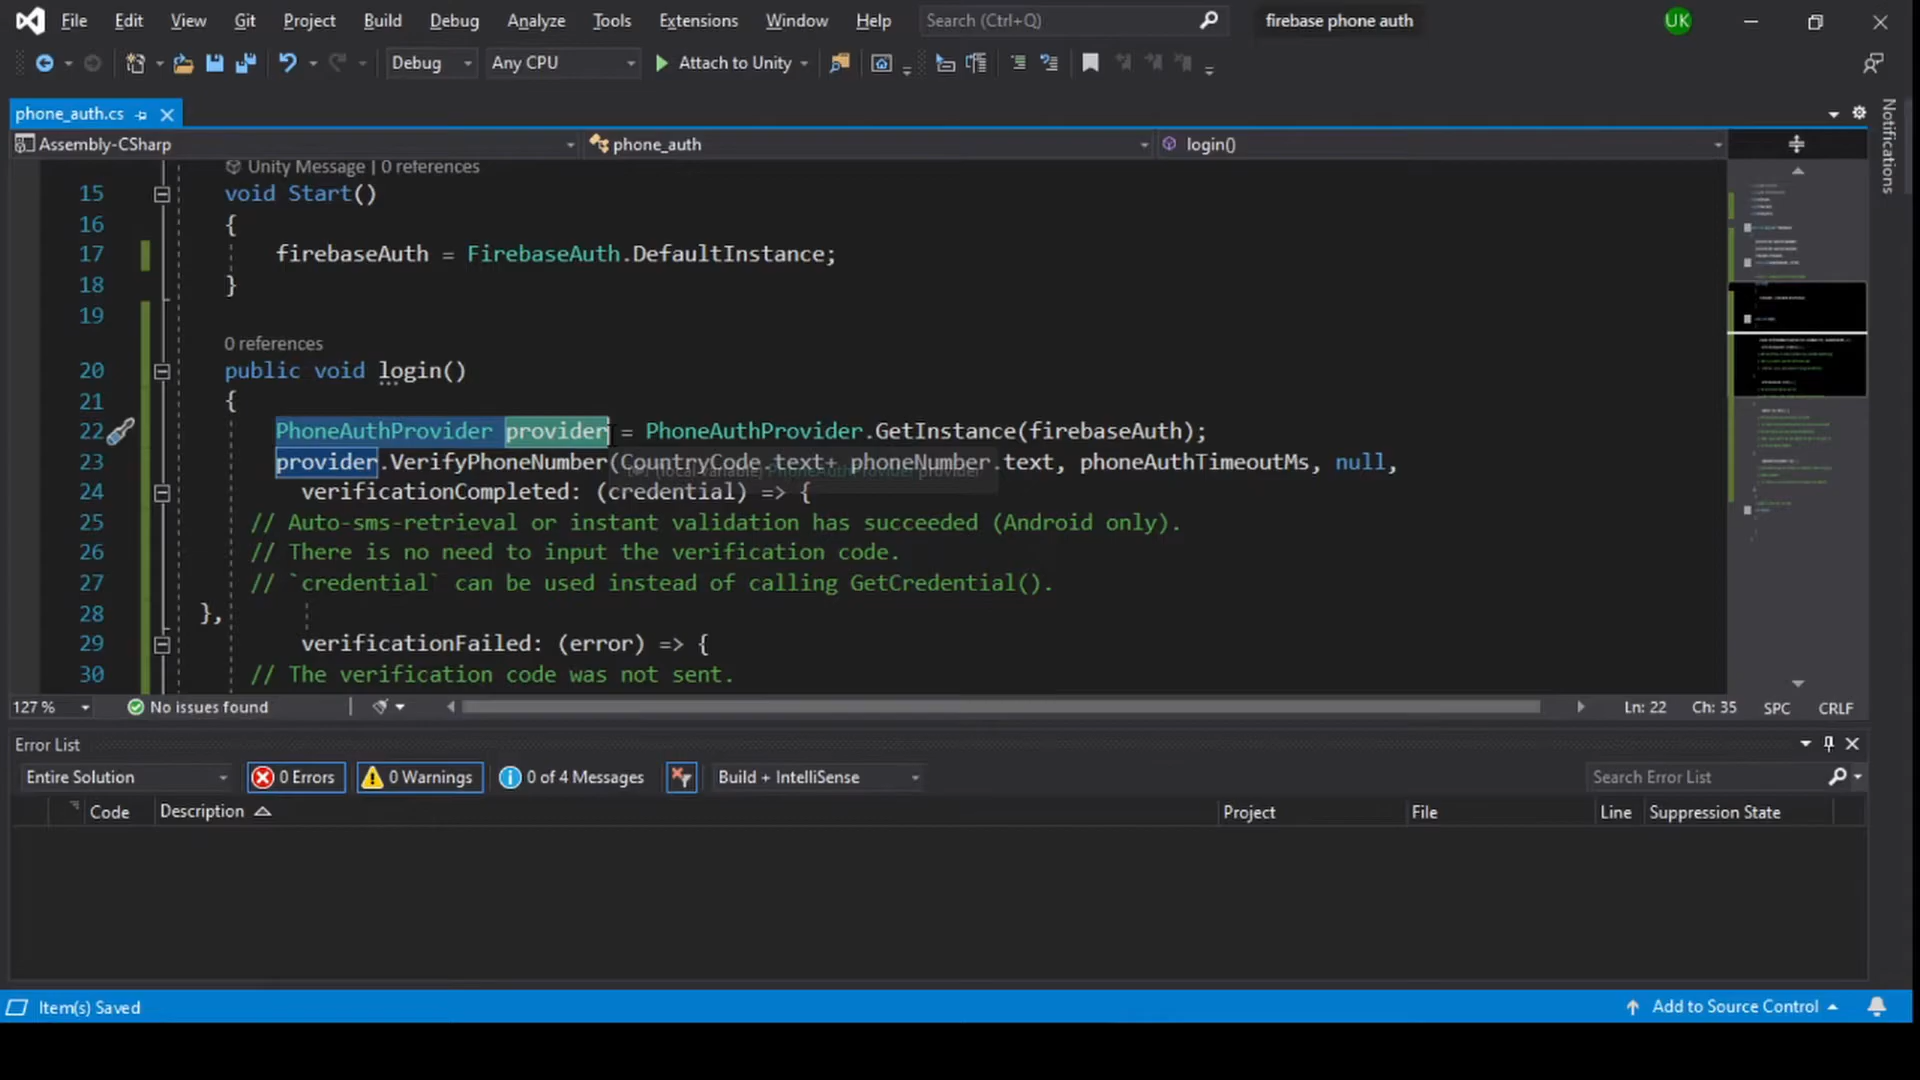 File Edit View Git Project Build Debug Analyze Tools Extensions Window Help Search (Ctrl+Q) firebase phone auth UK
Debug Any CPU Attach to Unity
phone_auth.cs
Assembly-CSharp phone_auth login()
Notifications
Unity Message | 0 references
15 void Start()
16 {
17 firebaseAuth = FirebaseAuth.DefaultInstance;
18 }
19
0 references
20 public void login()
21 {
22 PhoneAuthProvider provider = PhoneAuthProvider.GetInstance(firebaseAuth);
23 provider.VerifyPhoneNumber(CountryCode.text+ phoneNumber.text, phoneAuthTimeoutMs, null,
(local variable) PhoneAuthProvider provider
24 verificationCompleted: (credential) => {
25 // Auto-sms-retrieval or instant validation has succeeded (Android only).
26 // There is no need to input the verification code.
27 // `credential` can be used instead of calling GetCredential().
28 },
29 verificationFailed: (error) => {
30 // The verification code was not sent.
127 % No issues found Ln: 22 Ch: 35 SPC CRLF
Error List
Entire Solution 0 Errors 0 Warnings 0 of 4 Messages Build + IntelliSense Search Error List
Code Description Project File Line Suppression State
Item(s) Saved Add to Source Control